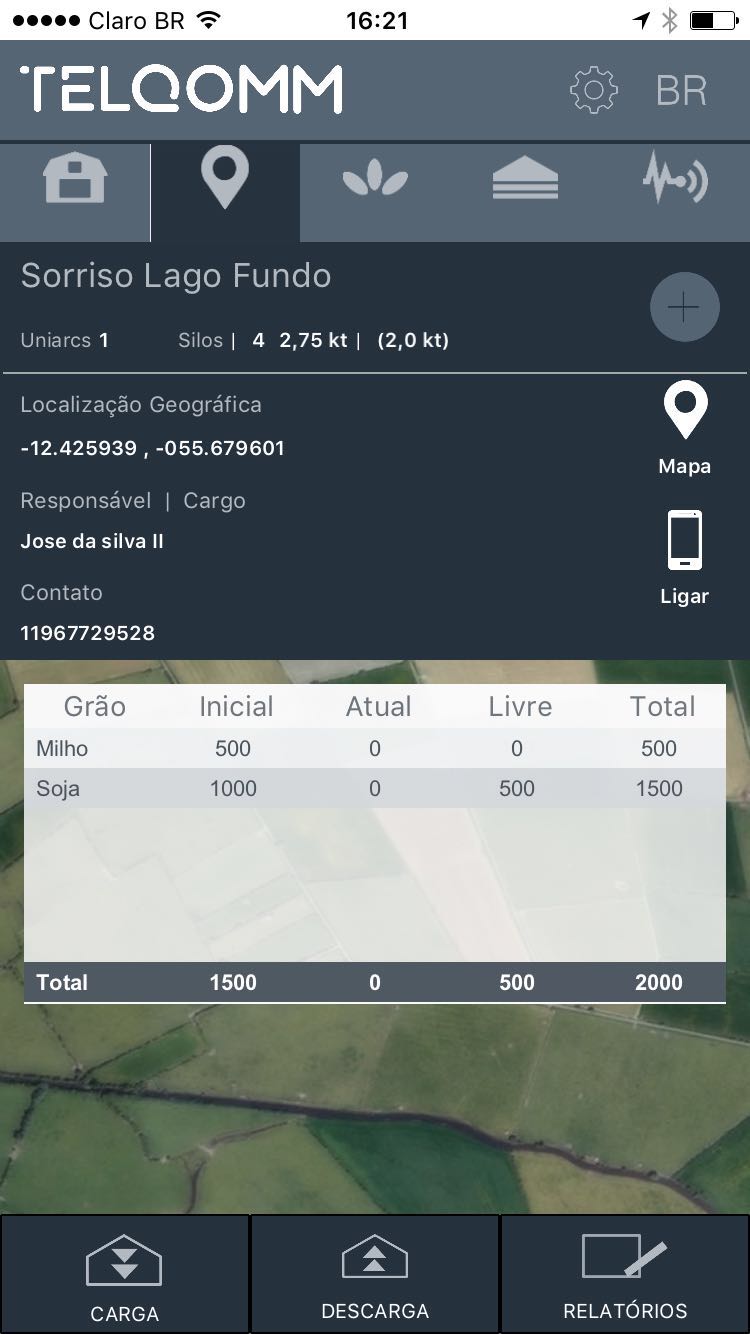 Claro BR 16:21
TELQOMM BR
Sorriso Lago Fundo
Uniarcs 1 Silos | 4 2,75 kt | (2,0 kt)
Localização Geográfica
-12.425939 , -055.679601
Mapa
Responsável | Cargo
Jose da silva II
Ligar
Contato
11967729528
Grão Inicial Atual Livre Total
Milho 500 0 0 500
Soja 1000 0 500 1500
Total 1500 0 500 2000
CARGA DESCARGA RELATÓRIOS